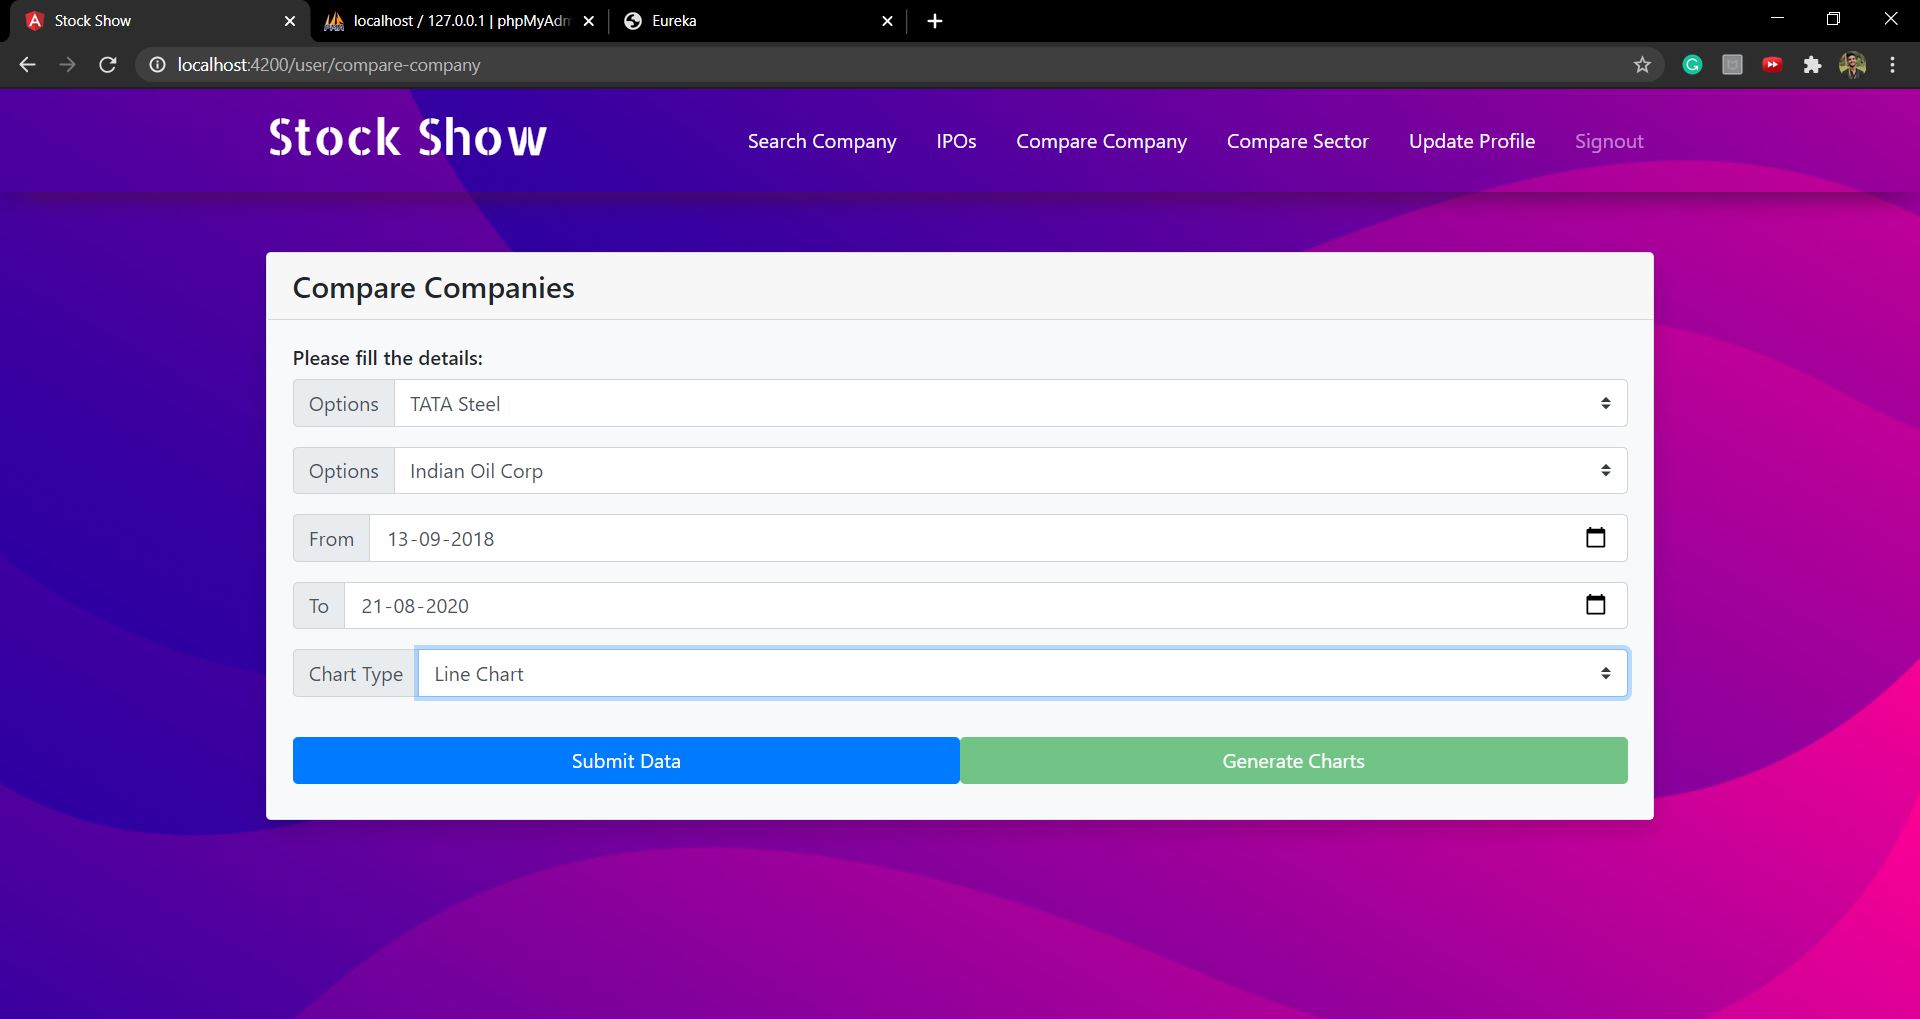 Stock Show
localhost / 127.0.0.1 | phpMyAdm
Eureka
localhost:4200/user/compare-company
Stock Show
Search Company
IPOs
Compare Company
Compare Sector
Update Profile
Signout
Compare Companies
Please fill the details:
Options TATA Steel
Options Indian Oil Corp
From 13-09-2018
To 21-08-2020
Chart Type Line Chart
Submit Data
Generate Charts